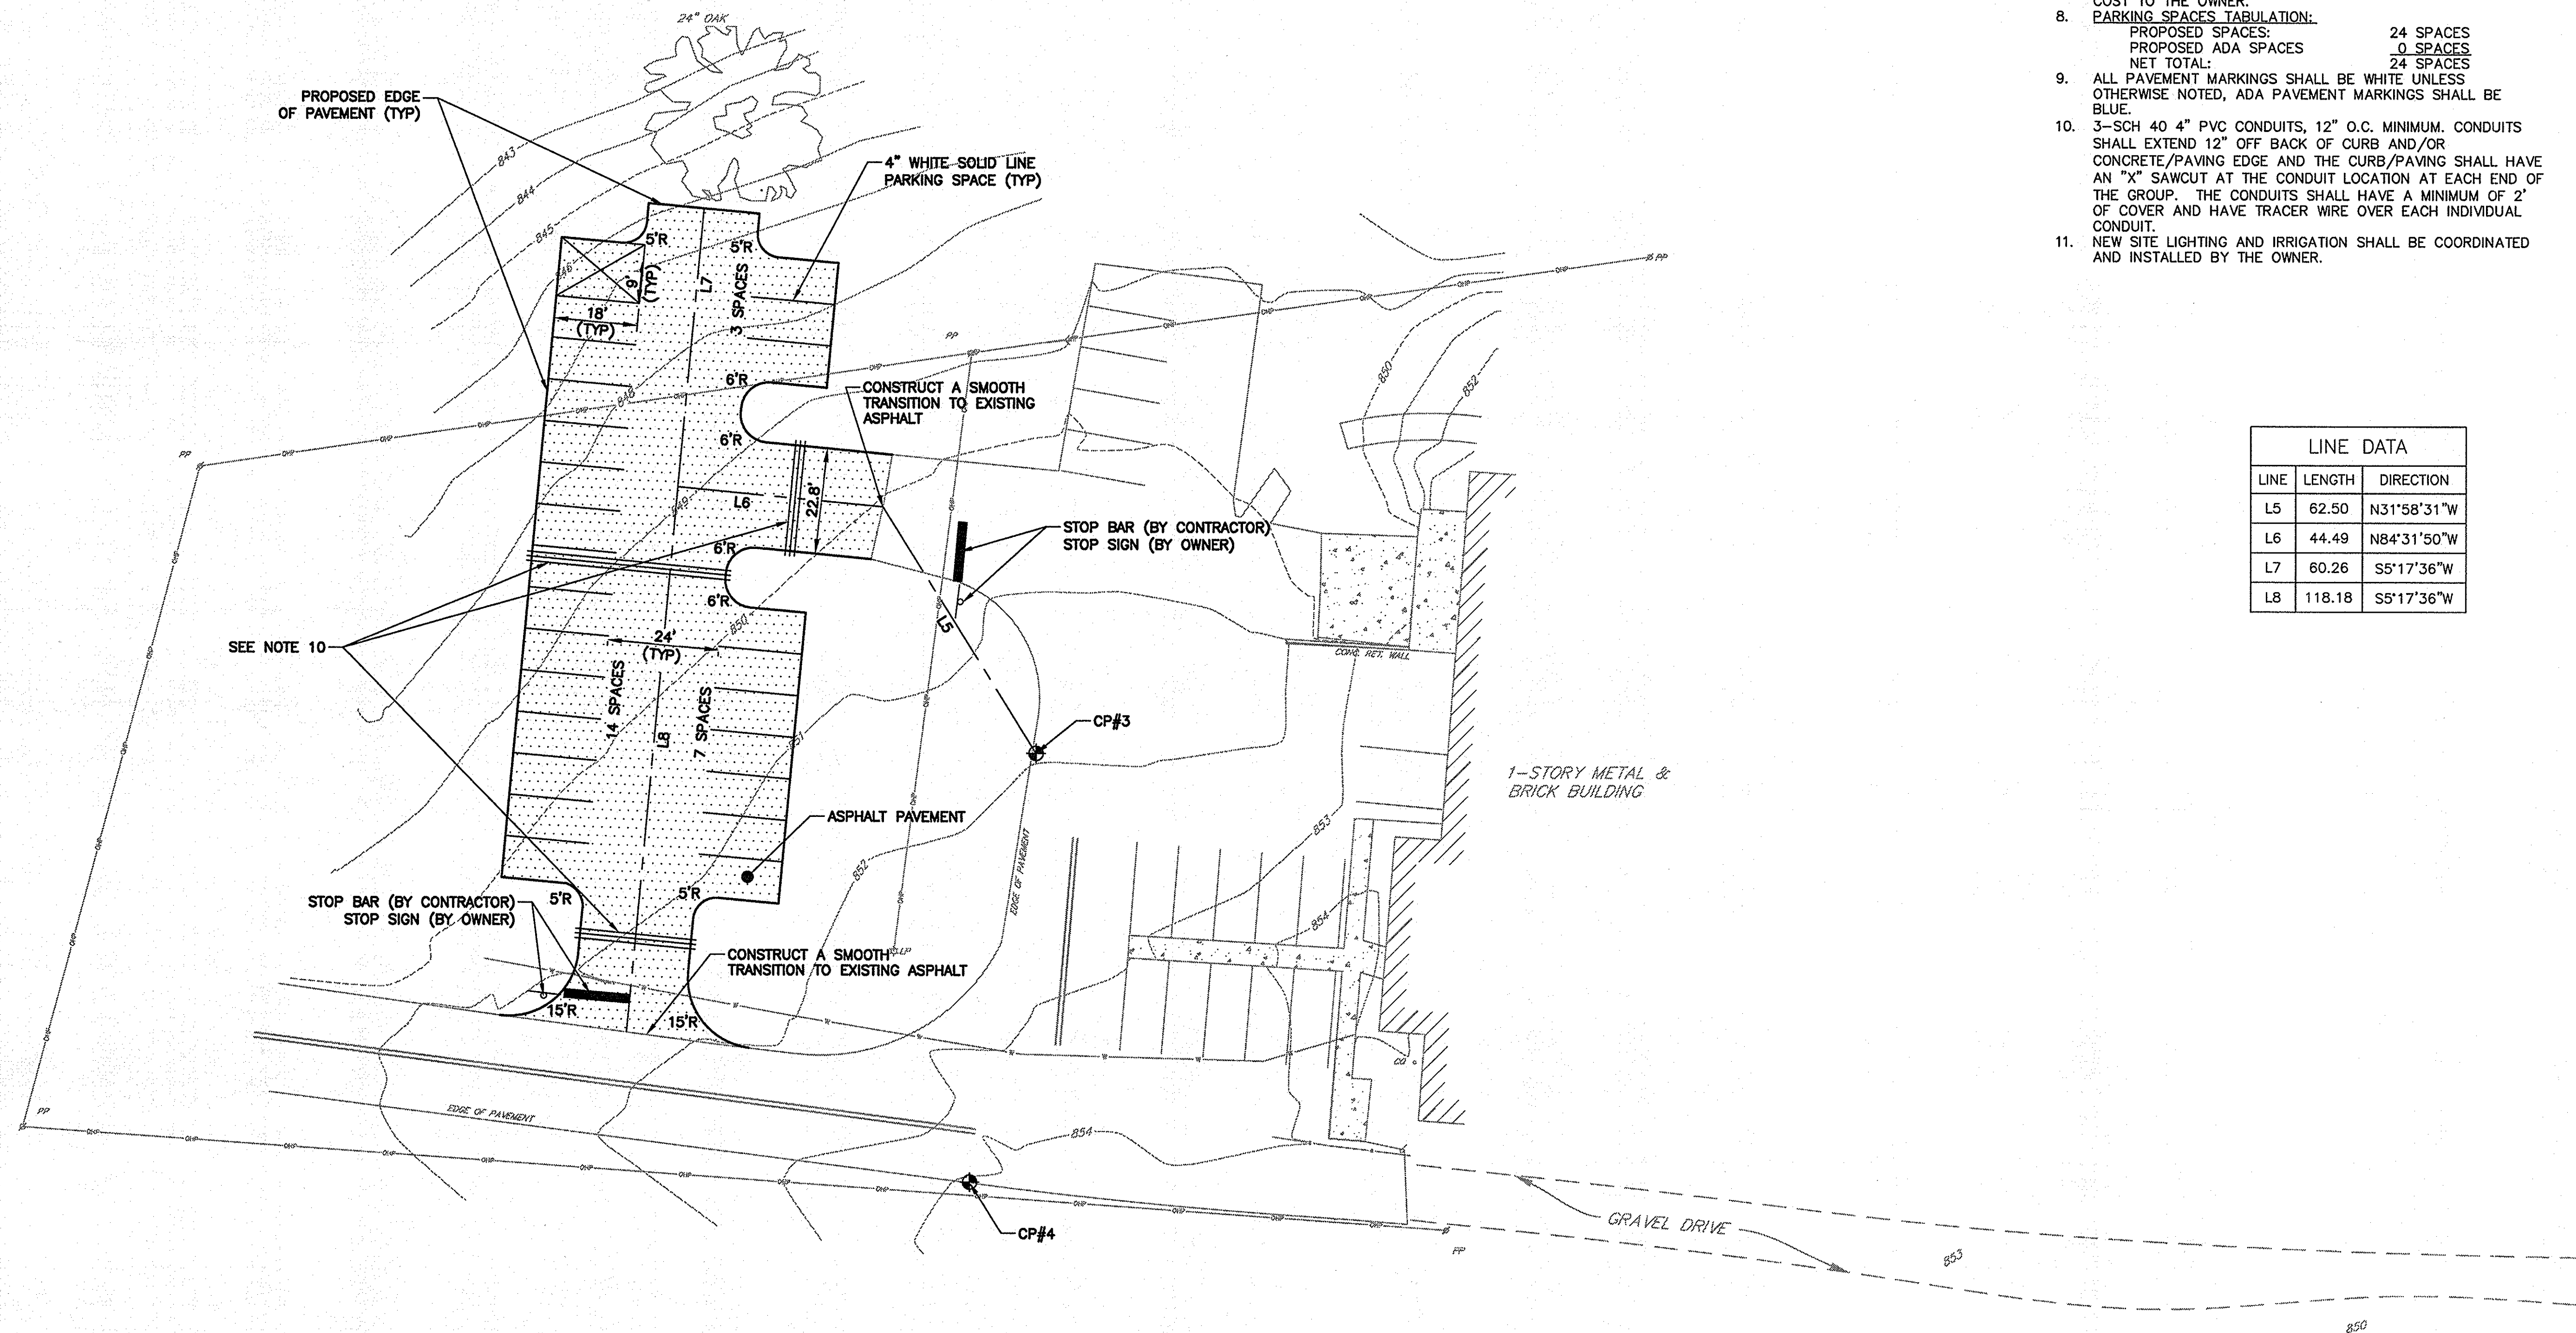 COST TO THE OWNER.
8. PARKING SPACES TABULATION:
PROPOSED SPACES: 24 SPACES
PROPOSED ADA SPACES 0 SPACES
NET TOTAL: 24 SPACES
9. ALL PAVEMENT MARKINGS SHALL BE WHITE UNLESS
OTHERWISE NOTED, ADA PAVEMENT MARKINGS SHALL BE
BLUE.
10. 3-SCH 40 4" PVC CONDUITS, 12" O.C. MINIMUM. CONDUITS
SHALL EXTEND 12" OFF BACK OF CURB AND/OR
CONCRETE/PAVING EDGE AND THE CURB/PAVING SHALL HAVE
AN "X" SAWCUT AT THE CONDUIT LOCATION AT EACH END OF
THE GROUP. THE CONDUITS SHALL HAVE A MINIMUM OF 2'
OF COVER AND HAVE TRACER WIRE OVER EACH INDIVIDUAL
CONDUIT.
11. NEW SITE LIGHTING AND IRRIGATION SHALL BE COORDINATED
AND INSTALLED BY THE OWNER.
LINE DATA
LINE LENGTH DIRECTION
L5 62.50 N31°58'31"W
L6 44.49 N84°31'50"W
L7 60.26 S5°17'36"W
L8 118.18 S5°17'36"W
24" OAK
PROPOSED EDGE
OF PAVEMENT (TYP)
4" WHITE SOLID LINE
PARKING SPACE (TYP)
843
844
845
846
5'R
5'R
9'
(TYP)
L7
3 SPACES
18'
(TYP)
848
6'R
PP
PP
PP
OHP
CONSTRUCT A SMOOTH
TRANSITION TO EXISTING
ASPHALT
6'R
850
852
849
L6
22.8'
STOP BAR (BY CONTRACTOR)
STOP SIGN (BY OWNER)
6'R
6'R
850
L5
SEE NOTE 10
24'
(TYP)
14 SPACES
7 SPACES
L8
CONC. RET. WALL
CP#3
851
1-STORY METAL &
BRICK BUILDING
ASPHALT PAVEMENT
853
852
EDGE OF PAVEMENT
STOP BAR (BY CONTRACTOR)
STOP SIGN (BY OWNER)
5'R
5'R
854
CONSTRUCT A SMOOTH
TRANSITION TO EXISTING ASPHALT
LP
15'R
15'R
W
CO
PP
EDGE OF PAVEMENT
854
OHP
CP#4
GRAVEL DRIVE
PP
853
850